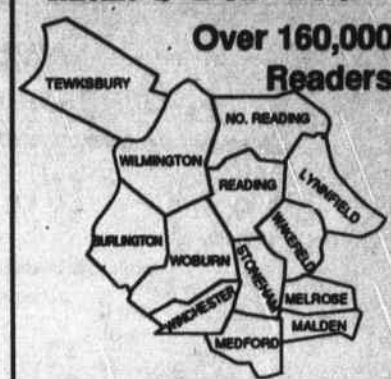 Over 160,000
Readers
TEWKSBURY
NO. READING
WILMINGTON
READING
LYNNFIELD
BURLINGTON
WOBURN
STONEHAM
WAKEFIELD
WINCHESTER
MELROSE
MALDEN
MEDFORD